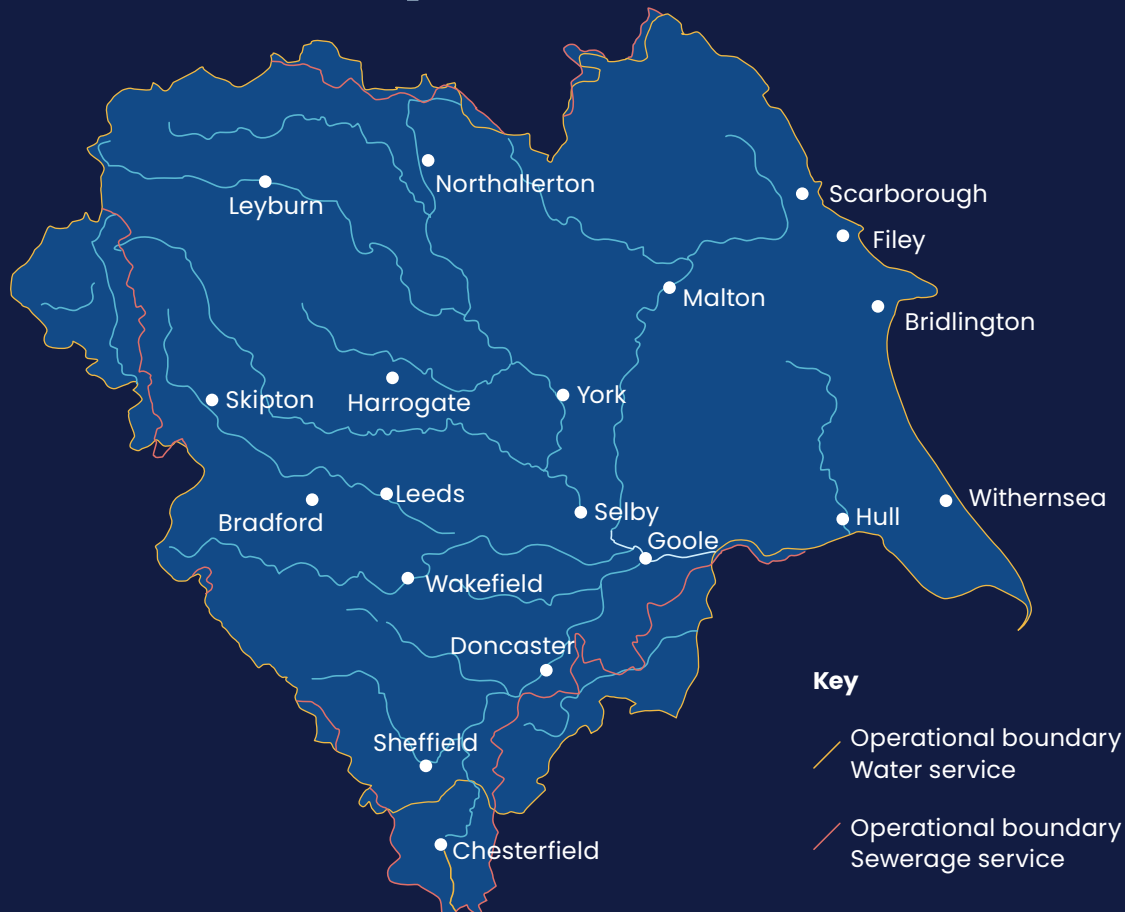 Northallerton
Leyburn
Scarborough
Filey
Malton
Bridlington
Skipton
Harrogate
York
Leeds
Bradford
Selby
Hull
Withernsea
Goole
Wakefield
Doncaster
Sheffield
Chesterfield
Key
Operational boundary
Water service
Operational boundary
Sewerage service